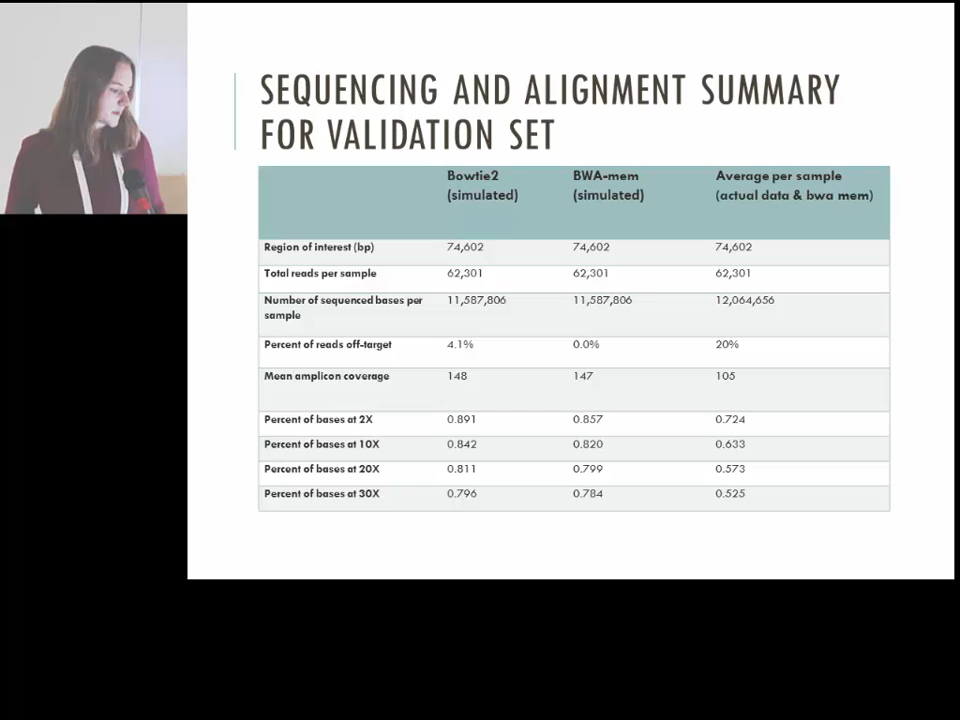 SEQUENCING AND ALIGNMENT SUMMARY
FOR VALIDATION SET
Bowtie2 (simulated) BWA-mem (simulated) Average per sample (actual data & bwa mem)
Region of interest (bp) 74,602 74,602 74,602
Total reads per sample 62,301 62,301 62,301
Number of sequenced bases per sample 11,587,806 11,587,806 12,064,656
Percent of reads off-target 4.1% 0.0% 20%
Mean amplicon coverage 148 147 105
Percent of bases at 2X 0.891 0.857 0.724
Percent of bases at 10X 0.842 0.820 0.633
Percent of bases at 20X 0.811 0.799 0.573
Percent of bases at 30X 0.796 0.784 0.525